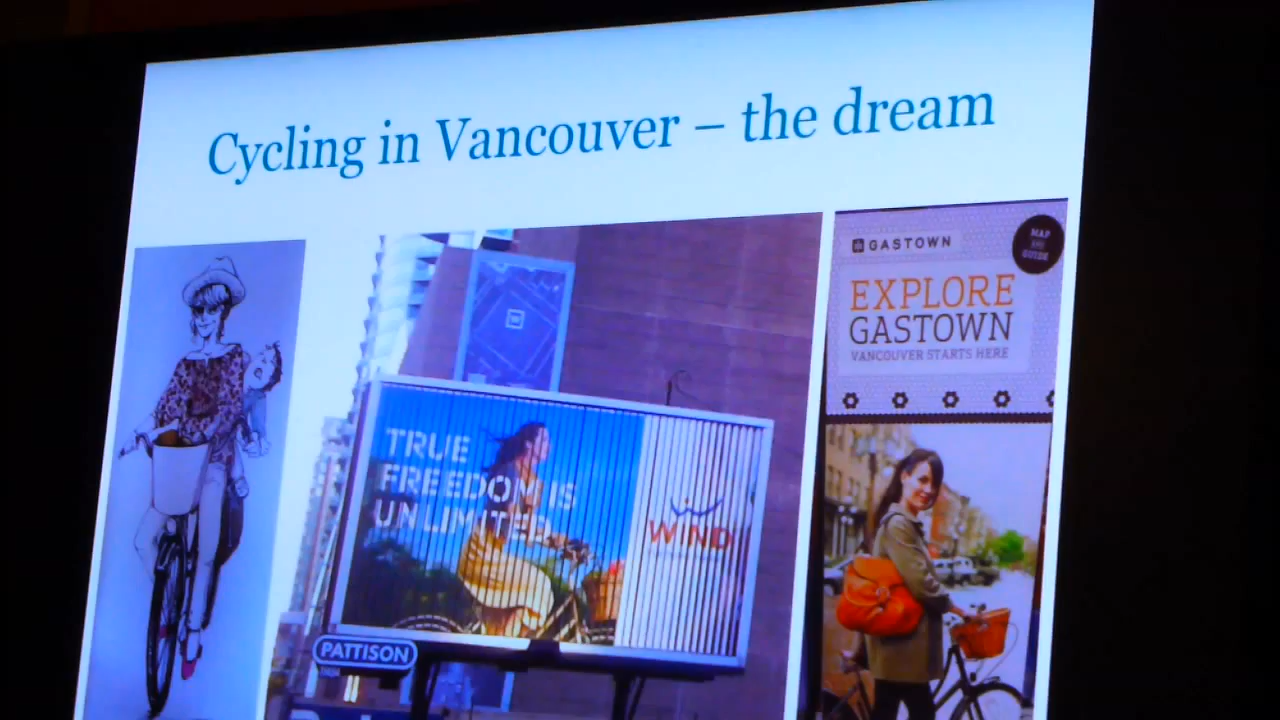 Cycling in Vancouver – the dream
TRUE
FREEDOM IS
UNLIMITED
WIND
PATTISON
GASTOWN
MAP
AND
GUIDE
EXPLORE
GASTOWN
VANCOUVER STARTS HERE